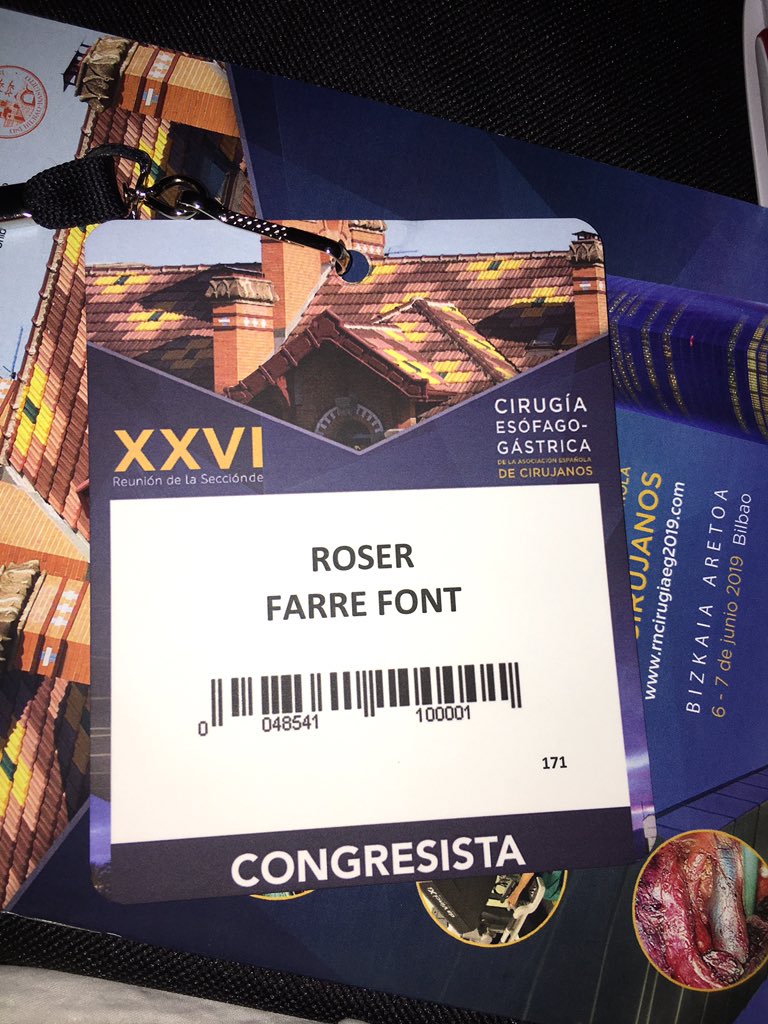 XXVI
Reunión de la Secciónde
CIRUGÍA
ESÓFAGO-
GÁSTRICA
DE LA ASOCIACIÓN ESPAÑOLA
DE CIRUJANOS
ROSER
FARRE FONT
0 048541 100001
171
CONGRESISTA
CIRUJANOS
www.rncirugiaeg2019.com
BIZKAIA ARETOA
6 - 7 de junio 2019 Bilbao